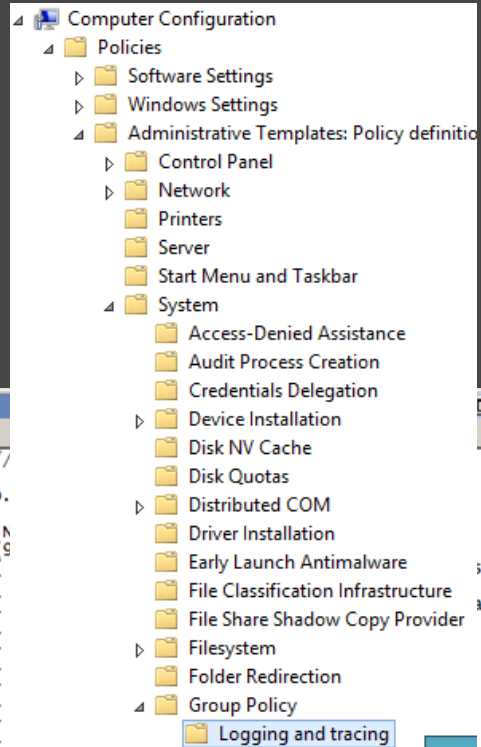 Computer Configuration
Policies
Software Settings
Windows Settings
Administrative Templates: Policy definitio
Control Panel
Network
Printers
Server
Start Menu and Taskbar
System
Access-Denied Assistance
Audit Process Creation
Credentials Delegation
Device Installation
Disk NV Cache
Disk Quotas
Distributed COM
Driver Installation
Early Launch Antimalware
File Classification Infrastructure
File Share Shadow Copy Provider
Filesystem
Folder Redirection
Group Policy
Logging and tracing